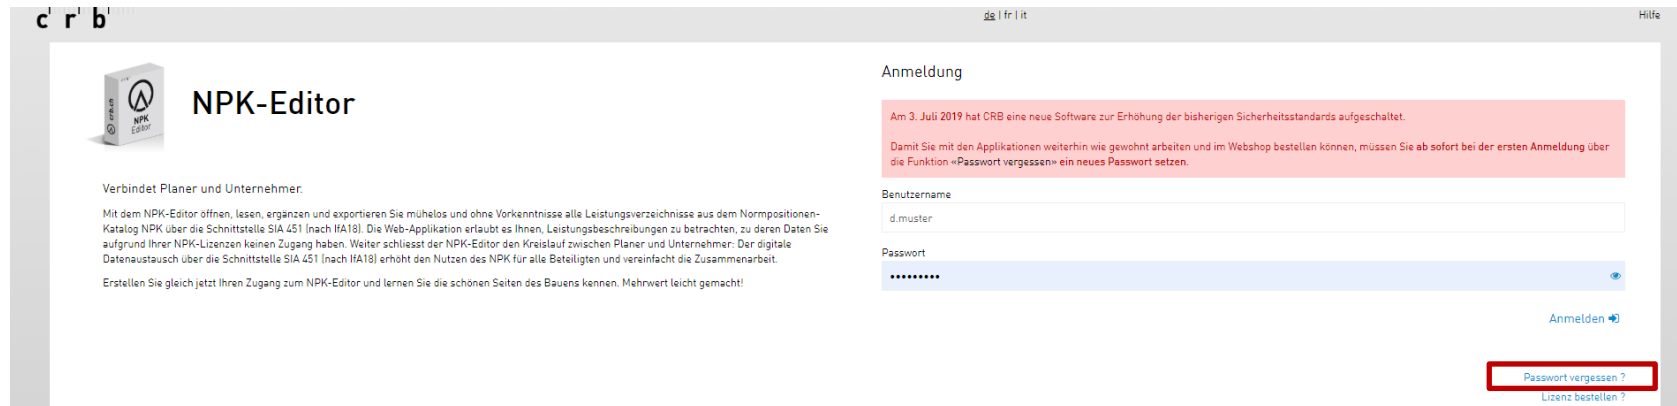 c r b
de | fr | it
Hilfe
NPK
Editor
crb.ch
NPK-Editor
Verbindet Planer und Unternehmer.
Mit dem NPK-Editor öffnen, lesen, ergänzen und exportieren Sie mühelos und ohne Vorkenntnisse alle Leistungsverzeichnisse aus dem Normpositionen-
Katalog NPK über die Schnittstelle SIA 451 (nach IfA18). Die Web-Applikation erlaubt es Ihnen, Leistungsbeschreibungen zu betrachten, zu deren Daten Sie
aufgrund Ihrer NPK-Lizenzen keinen Zugang haben. Weiter schliesst der NPK-Editor den Kreislauf zwischen Planer und Unternehmer: Der digitale
Datenaustausch über die Schnittstelle SIA 451 (nach IfA18) erhöht den Nutzen des NPK für alle Beteiligten und vereinfacht die Zusammenarbeit.
Erstellen Sie gleich jetzt Ihren Zugang zum NPK-Editor und lernen Sie die schönen Seiten des Bauens kennen. Mehrwert leicht gemacht!
Anmeldung
Am 3. Juli 2019 hat CRB eine neue Software zur Erhöhung der bisherigen Sicherheitsstandards aufgeschaltet.
Damit Sie mit den Applikationen weiterhin wie gewohnt arbeiten und im Webshop bestellen können, müssen Sie ab sofort bei der ersten Anmeldung über
die Funktion «Passwort vergessen» ein neues Passwort setzen.
Benutzername
d.muster
Passwort
•••••••••
Anmelden
Passwort vergessen ?
Lizenz bestellen ?